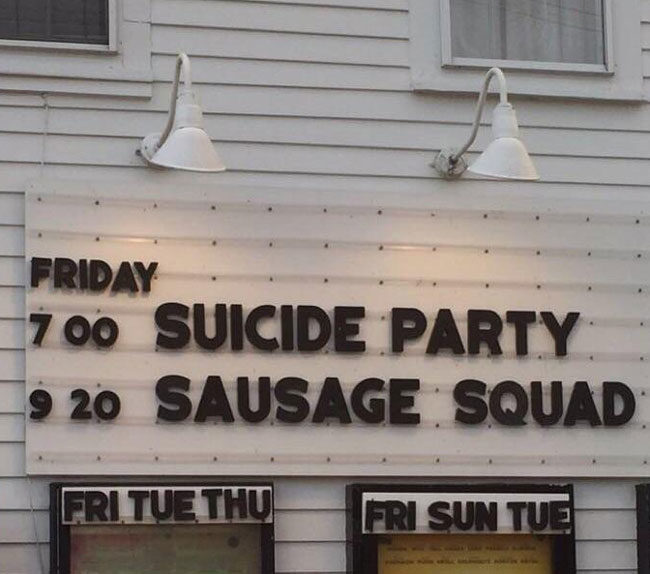 FRIDAY
7 00 SUICIDE PARTY
9 20 SAUSAGE SQUAD
FRI TUE THU
FRI SUN TUE